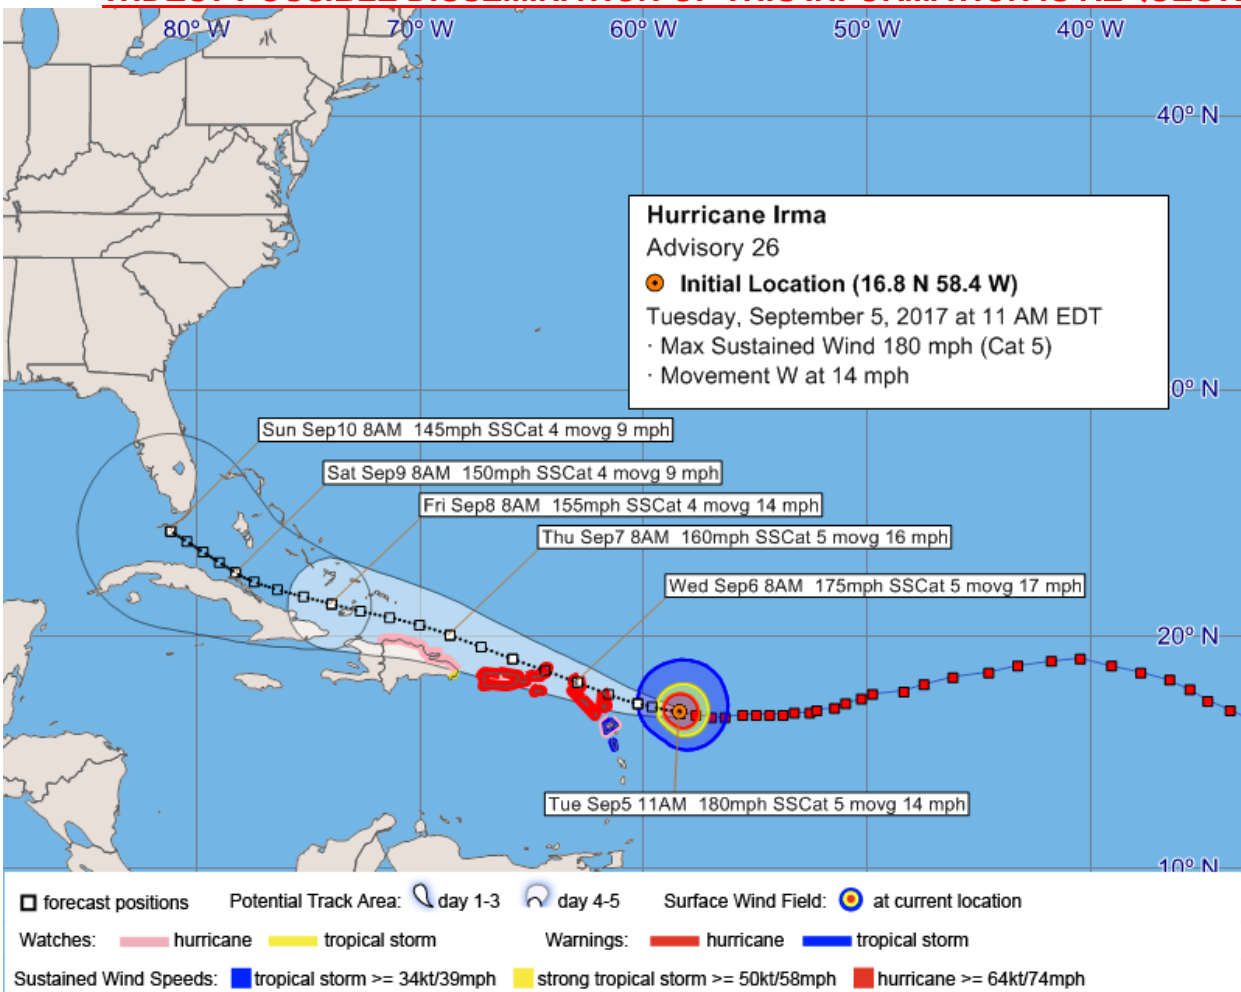 80° W 70° W 60° W 50° W 40° W
40° N
Hurricane Irma
Advisory 26
Initial Location (16.8 N 58.4 W)
Tuesday, September 5, 2017 at 11 AM EDT
· Max Sustained Wind 180 mph (Cat 5)
· Movement W at 14 mph
0° N
Sun Sep10 8AM 145mph SSCat 4 movg 9 mph
Sat Sep9 8AM 150mph SSCat 4 movg 9 mph
Fri Sep8 8AM 155mph SSCat 4 movg 14 mph
Thu Sep7 8AM 160mph SSCat 5 movg 16 mph
Wed Sep6 8AM 175mph SSCat 5 movg 17 mph
20° N
Tue Sep5 11AM 180mph SSCat 5 movg 14 mph
10° N
forecast positions Potential Track Area: day 1-3 day 4-5 Surface Wind Field: at current location
Watches: hurricane tropical storm Warnings: hurricane tropical storm
Sustained Wind Speeds: tropical storm >= 34kt/39mph strong tropical storm >= 50kt/58mph hurricane >= 64kt/74mph